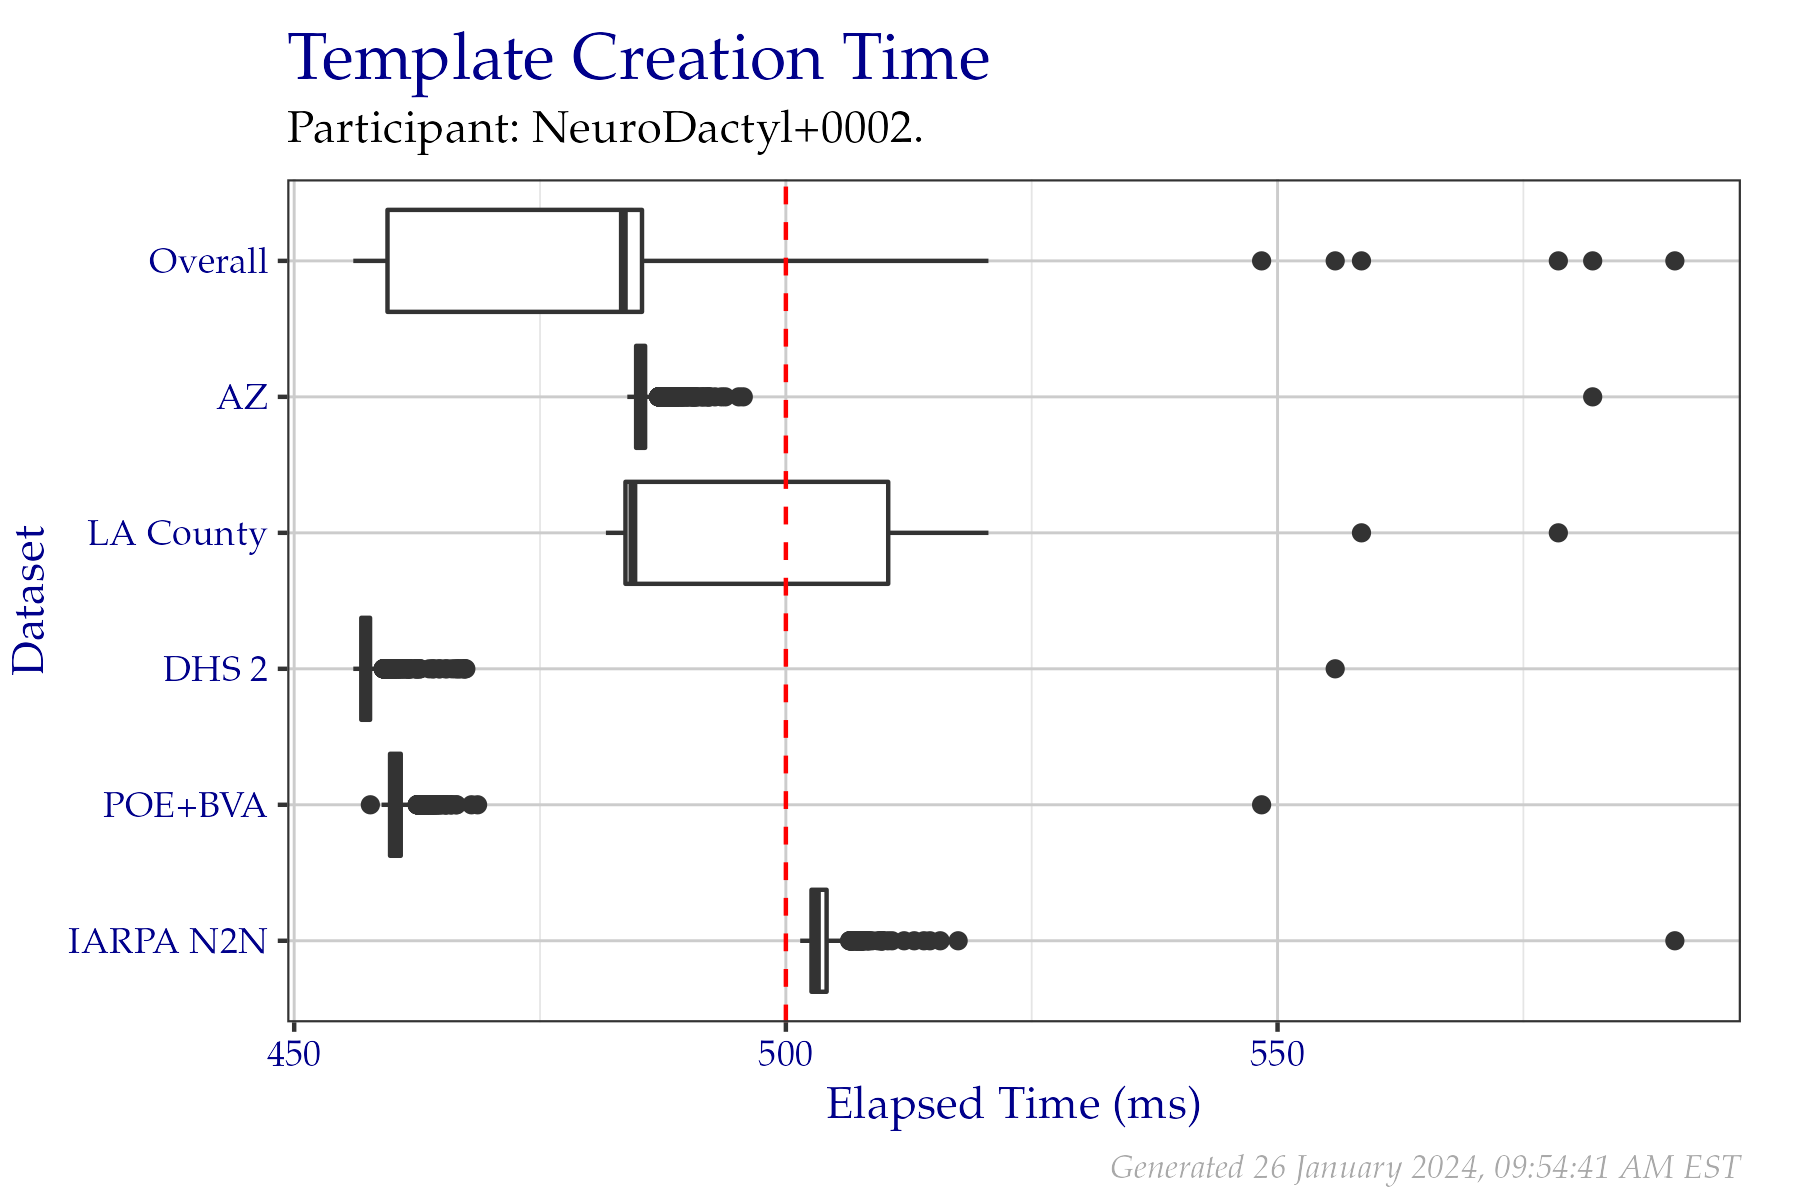 Template Creation Time
Participant: NeuroDactyl+0002.
Dataset
Overall
AZ
LA County
DHS 2
POE+BVA
IARPA N2N
450 500 550
Elapsed Time (ms)
Generated 26 January 2024, 09:54:41 AM EST